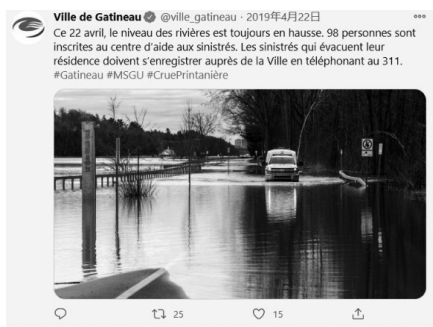 Ville de Gatineau @ville_gatineau · 2019年4月22日
Ce 22 avril, le niveau des rivières est toujours en hausse. 98 personnes sont
inscrites au centre d'aide aux sinistrés. Les sinistrés qui évacuent leur
résidence doivent s'enregistrer auprès de la Ville en téléphonant au 311.
#Gatineau #MSGU #CruePrintanière
25 15